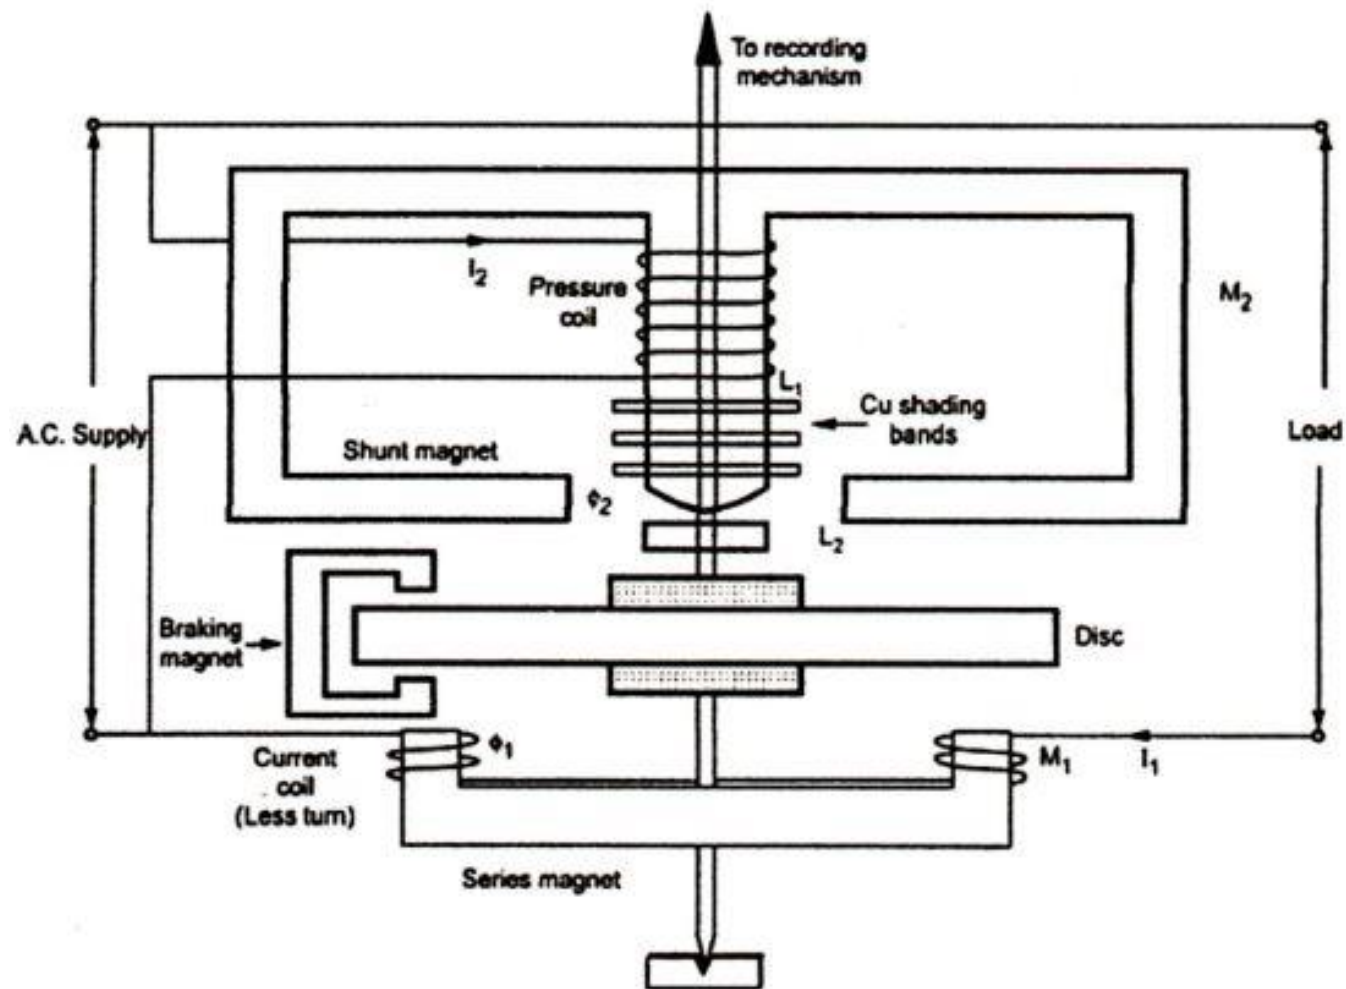 To recording
mechanism
I₂
Pressure
coil
M₂
L₁
Cu shading
bands
A.C. Supply
Load
Shunt magnet
ϕ₂
L₂
Braking
magnet
Disc
ϕ₁
Current
coil
(Less turn)
M₁
I₁
Series magnet